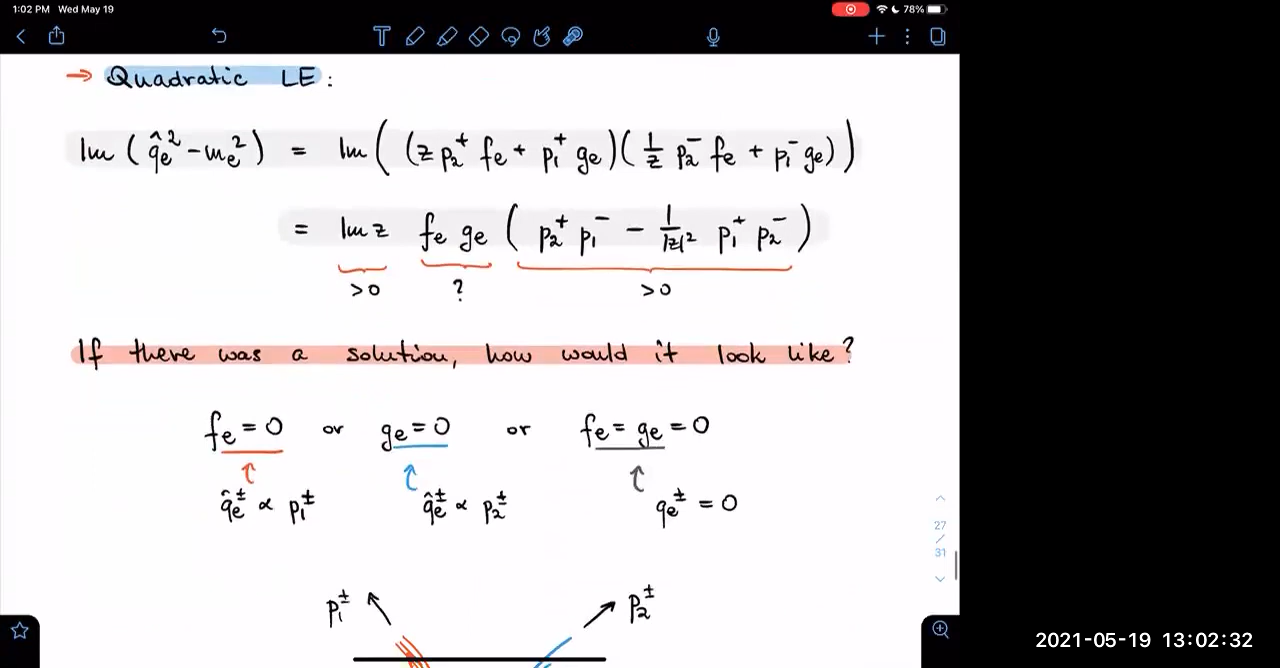 1:02 PM Wed May 19
78%
→ Quadratic LE:
Im ( q̂e² - me² ) = Im ( (z p₂⁺ fe + p₁⁺ ge)( 1/z p₂⁻ fe + p₁⁻ ge) )
= Im z fe ge ( p₂⁺ p₁⁻ - 1/|z|² p₁⁺ p₂⁻ )
>0 ? >0
If there was a solution, how would it look like?
fe = 0 or ge = 0 or fe = ge = 0
q̂e± ∝ p₁± q̂e± ∝ p₂± qe± = 0
27
/
31
p₁± p₂±
2021-05-19 13:02:32